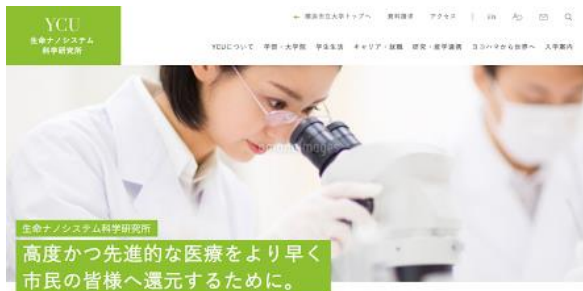 YCU
生命ナノシステム
科学研究所
← 横浜市立大学トップへ 資料請求 アクセス | EN
YCUについて 学部・大学院 学生生活 キャリア・就職 研究・産学連携 ヨコハマから世界へ 入学案内
生命ナノシステム科学研究所
高度かつ先進的な医療をより早く
市民の皆様へ還元するために。